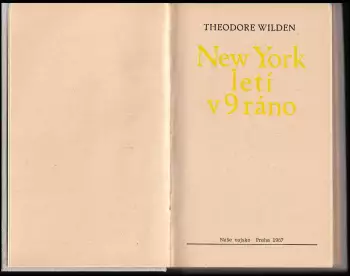 THEODORE WILDEN
New York
letí
v 9 ráno
Naše vojsko Praha 1967